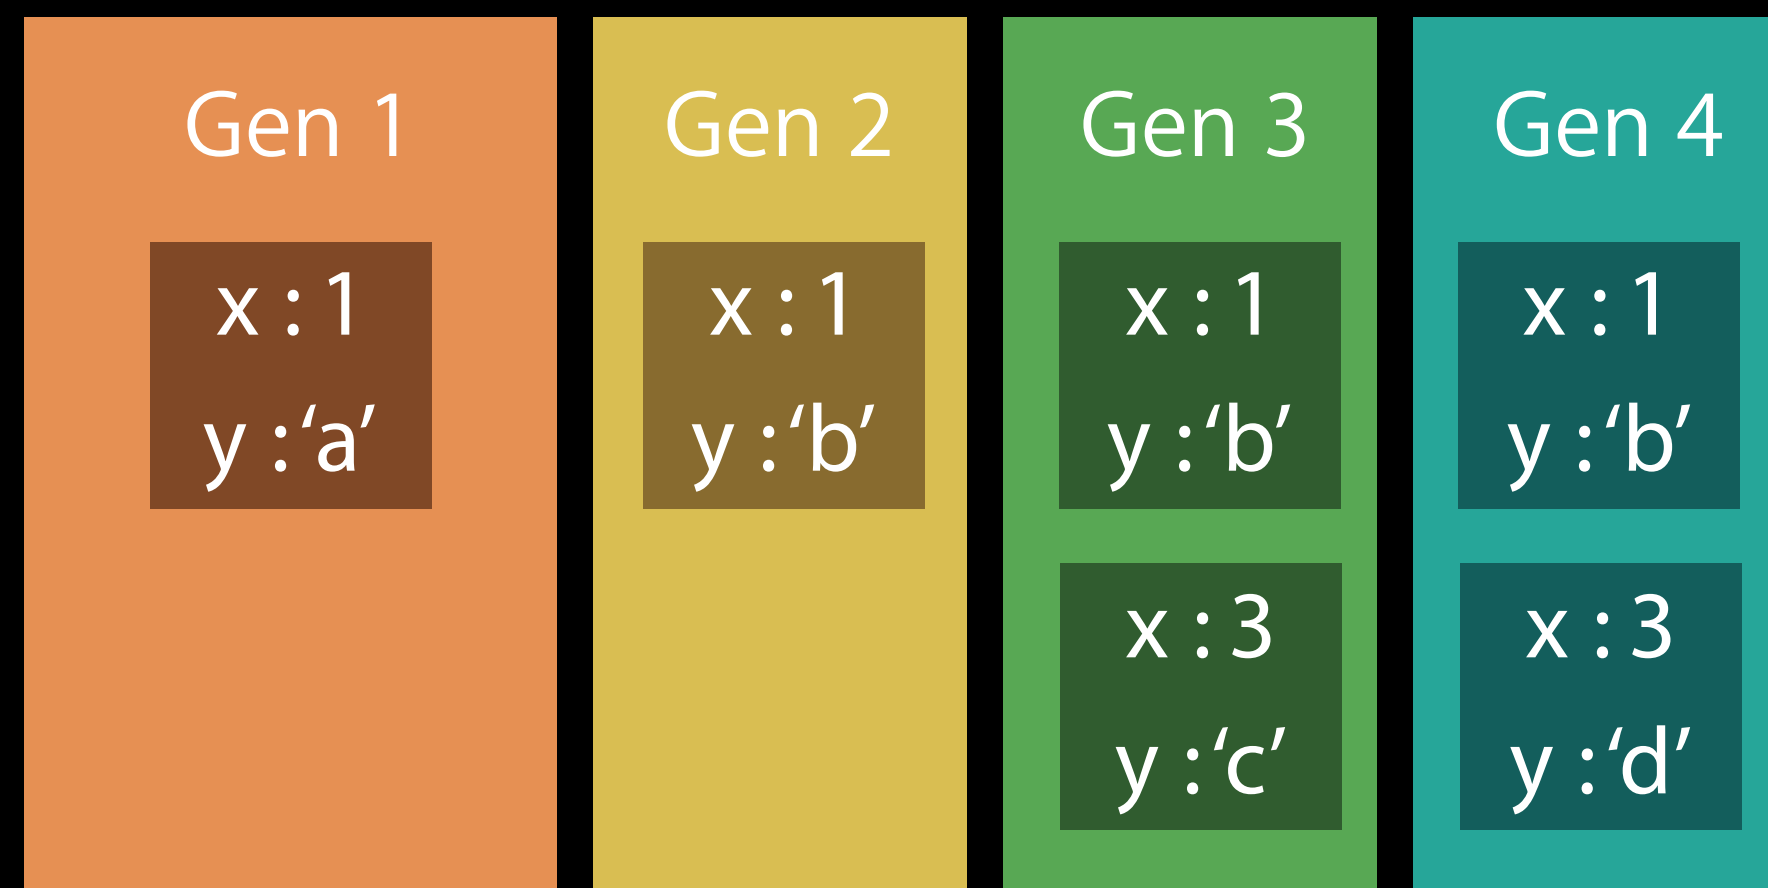 Gen 1
x : 1
y : ‘a’
Gen 2
x : 1
y : ‘b’
Gen 3
x : 1
y : ‘b’
x : 3
y : ‘c’
Gen 4
x : 1
y : ‘b’
x : 3
y : ‘d’